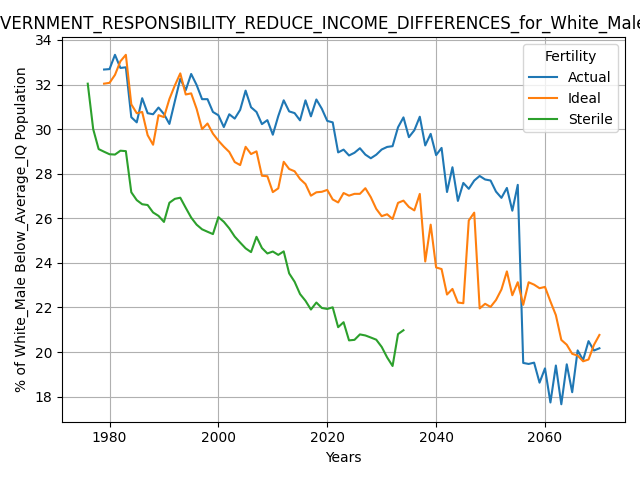 VERNMENT_RESPONSIBILITY_REDUCE_INCOME_DIFFERENCES_for_White_Male
34
32
30
28
26
24
22
20
18
% of White_Male Below_Average_IQ Population
Fertility
Actual
Ideal
Sterile
1980
2000
2020
2040
2060
Years